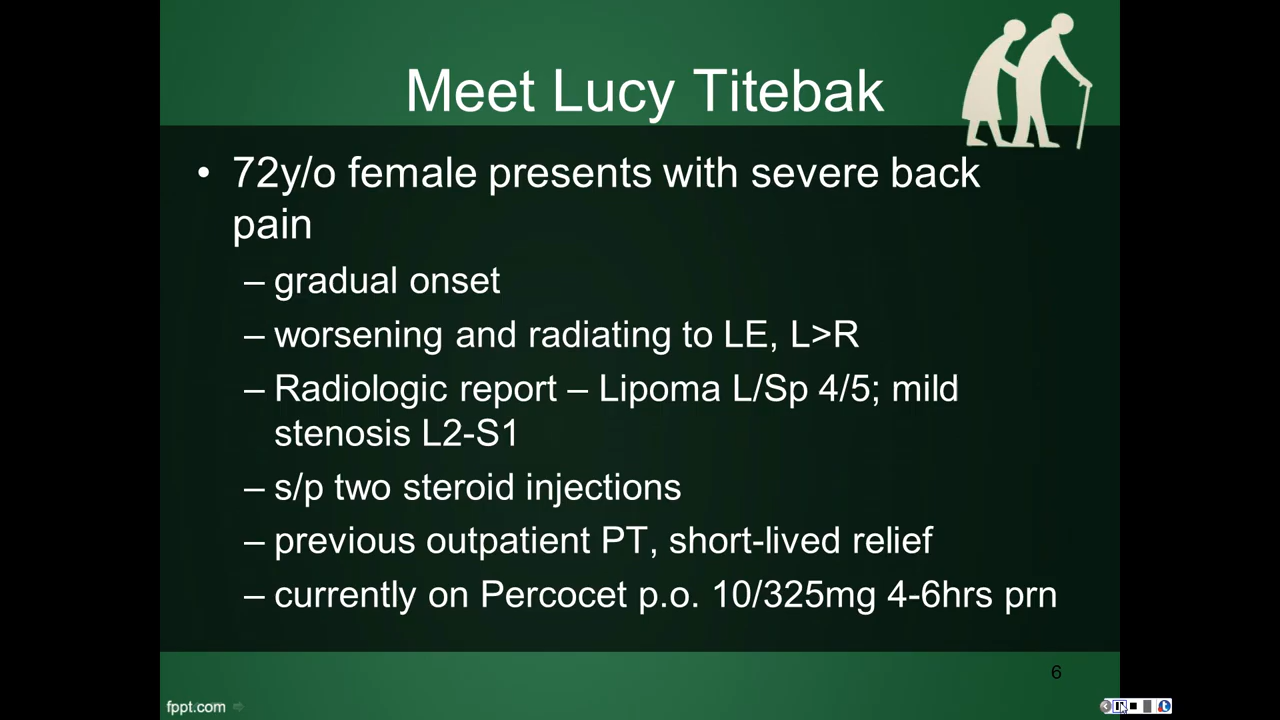 Meet Lucy Titebak
• 72y/o female presents with severe back
pain
– gradual onset
– worsening and radiating to LE, L>R
– Radiologic report – Lipoma L/Sp 4/5; mild
stenosis L2-S1
– s/p two steroid injections
– previous outpatient PT, short-lived relief
– currently on Percocet p.o. 10/325mg 4-6hrs prn
6
fppt.com